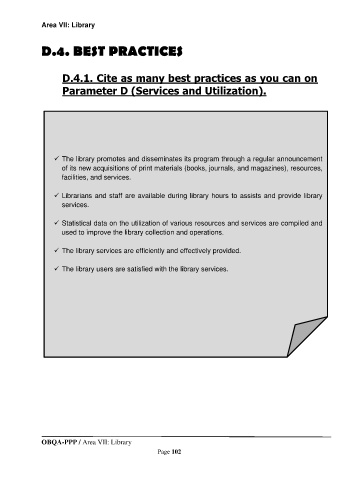 Area VII: Library
D.4. BEST PRACTICES
D.4.1. Cite as many best practices as you can on
Parameter D (Services and Utilization).
✓ The library promotes and disseminates its program through a regular announcement
of its new acquisitions of print materials (books, journals, and magazines), resources,
facilities, and services.
✓ Librarians and staff are available during library hours to assists and provide library
services.
✓ Statistical data on the utilization of various resources and services are compiled and
used to improve the library collection and operations.
✓ The library services are efficiently and effectively provided.
✓ The library users are satisfied with the library services.
OBQA-PPP / Area VII: Library
Page 102